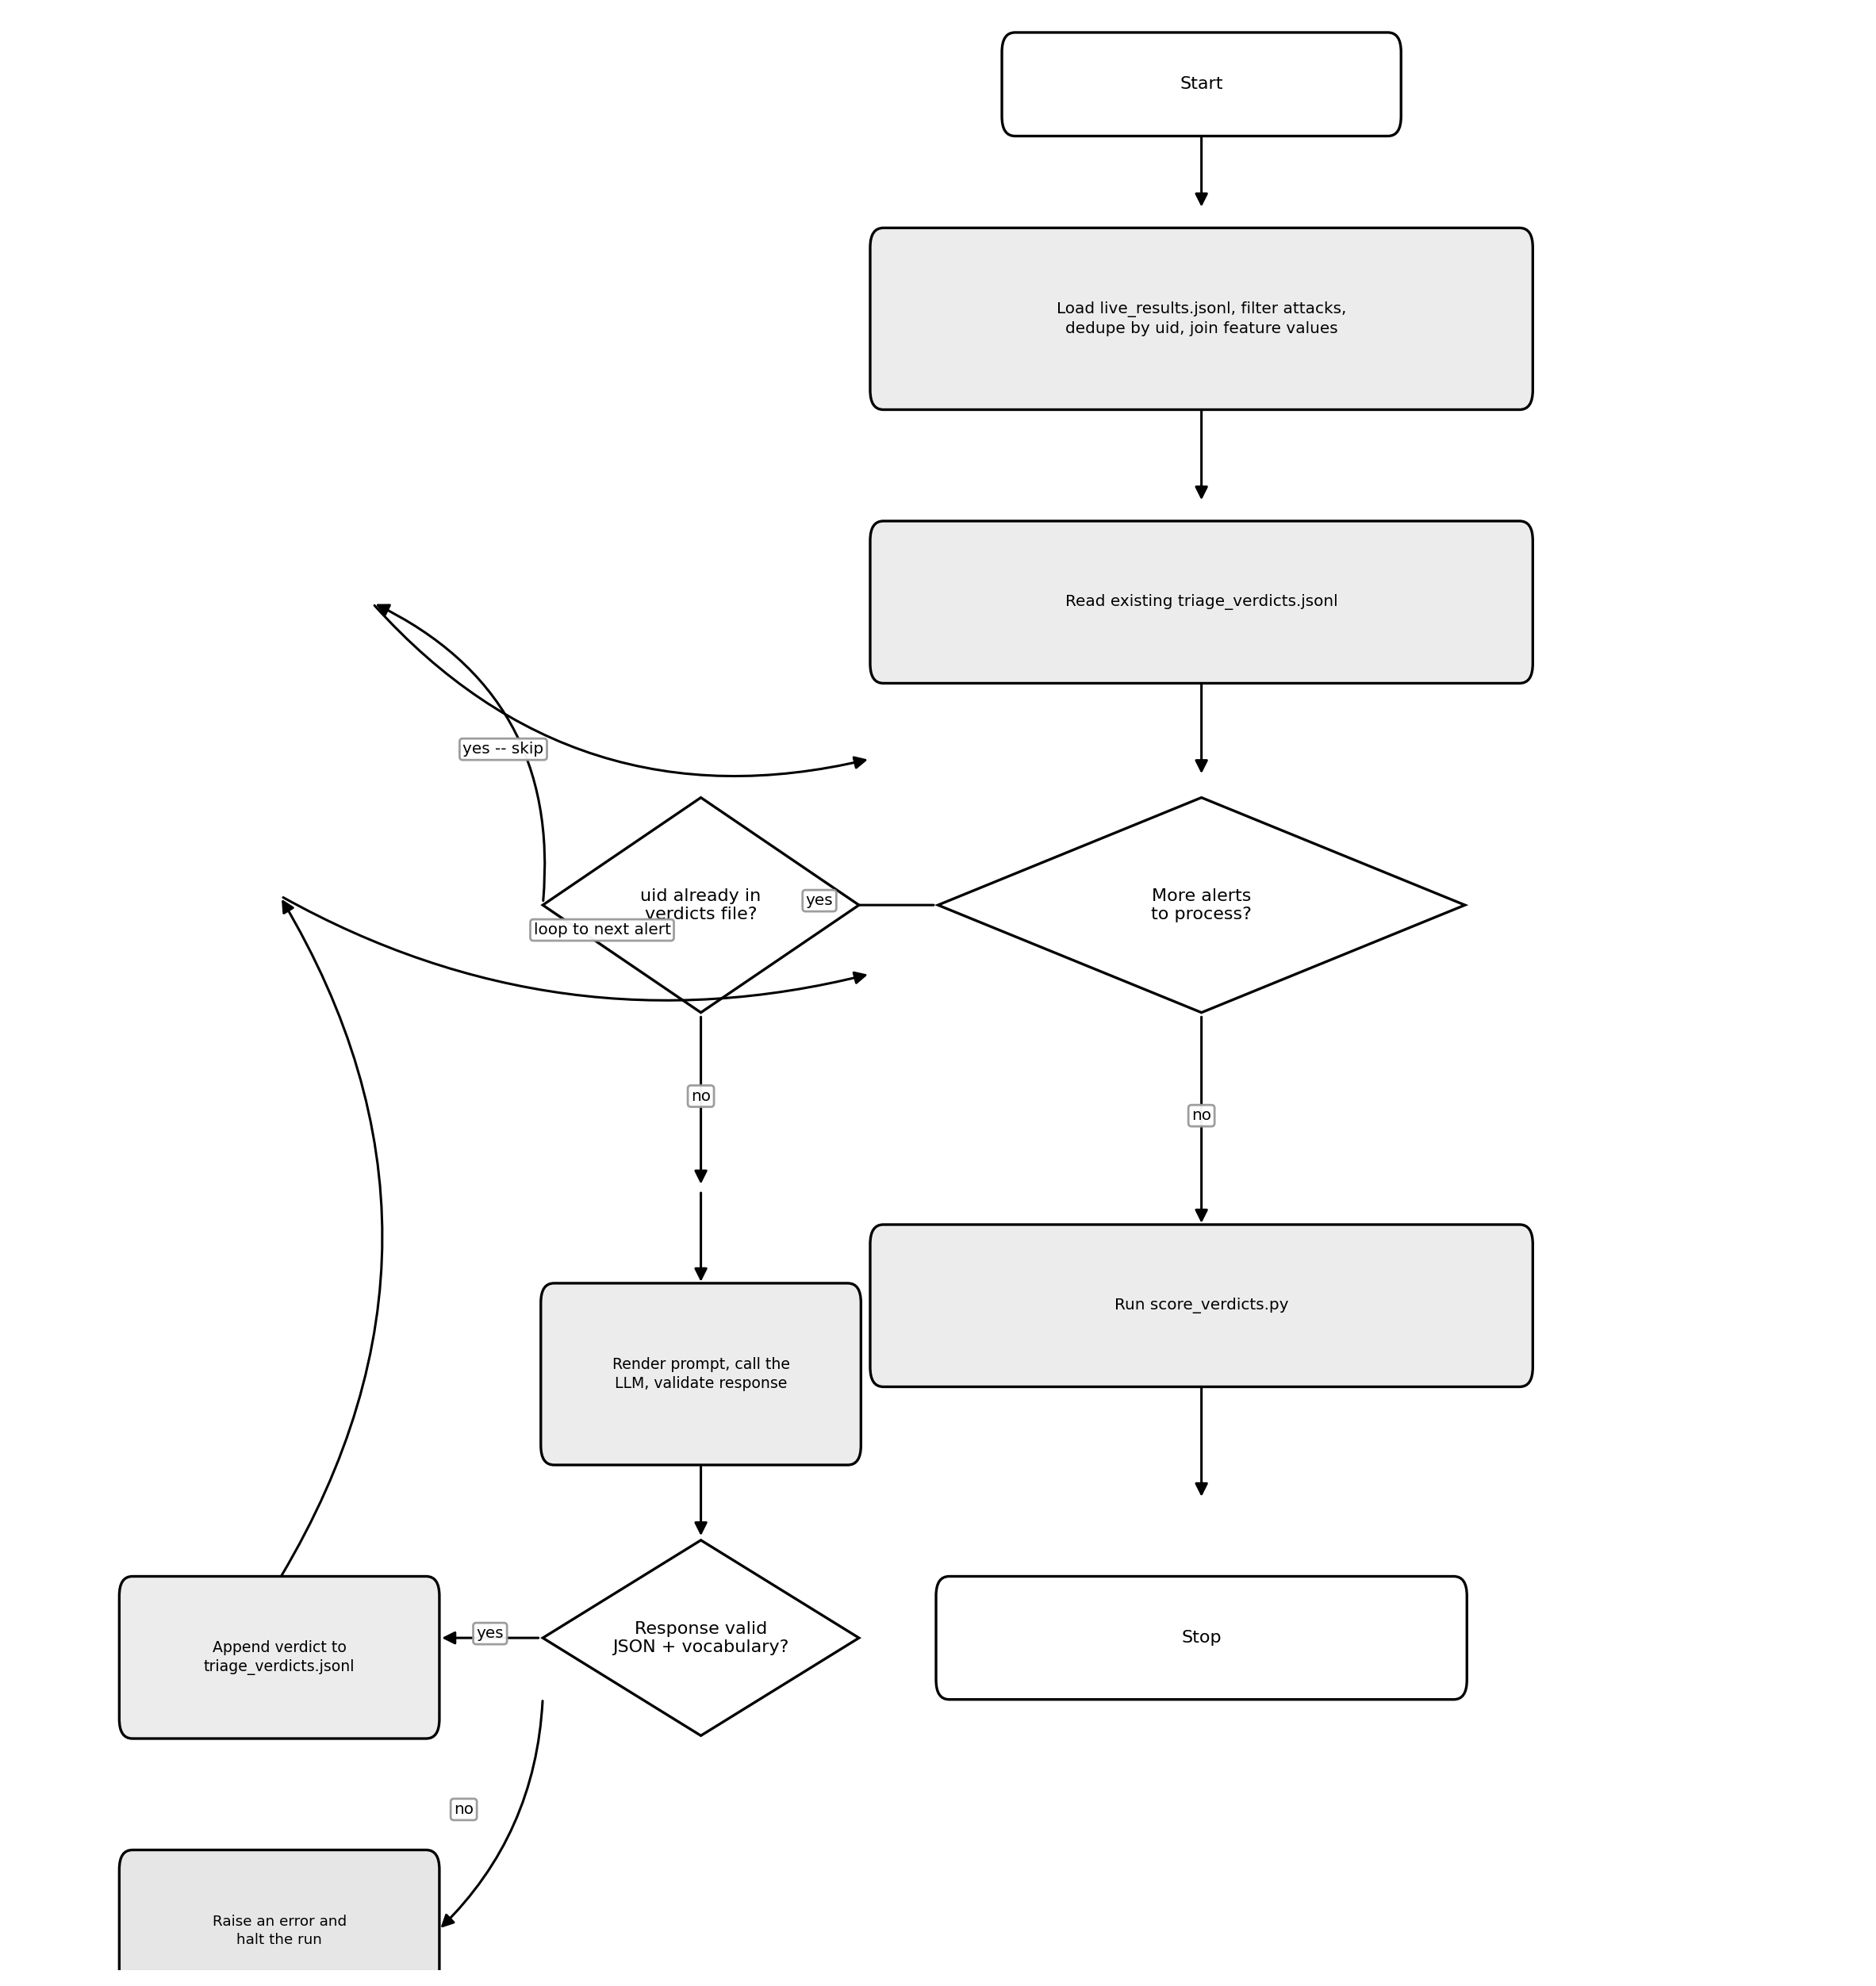 Start
Load live_results.jsonl, filter attacks,
dedupe by uid, join feature values
Read existing triage_verdicts.jsonl
yes -- skip
uid already in
verdicts file?
yes
loop to next alert
More alerts
to process?
no
no
Run score_verdicts.py
Render prompt, call the
LLM, validate response
Response valid
JSON + vocabulary?
yes
Append verdict to
triage_verdicts.jsonl
Stop
no
Raise an error and
halt the run